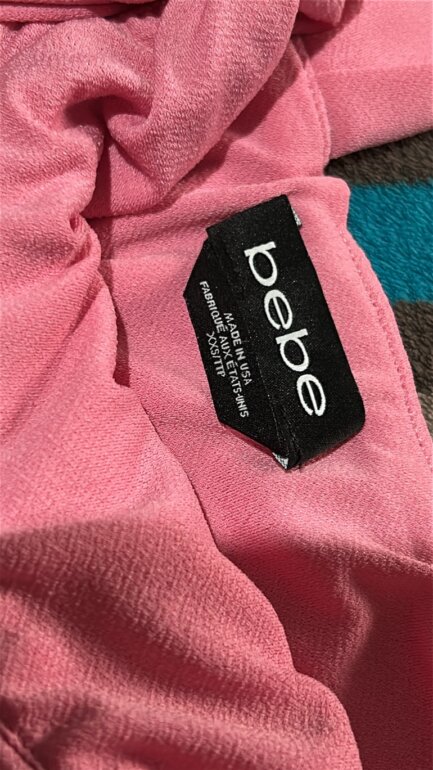 bebe
MADE IN USA
FABRIQUÉ AUX ÉTATS-UNIS
XXS/TTP